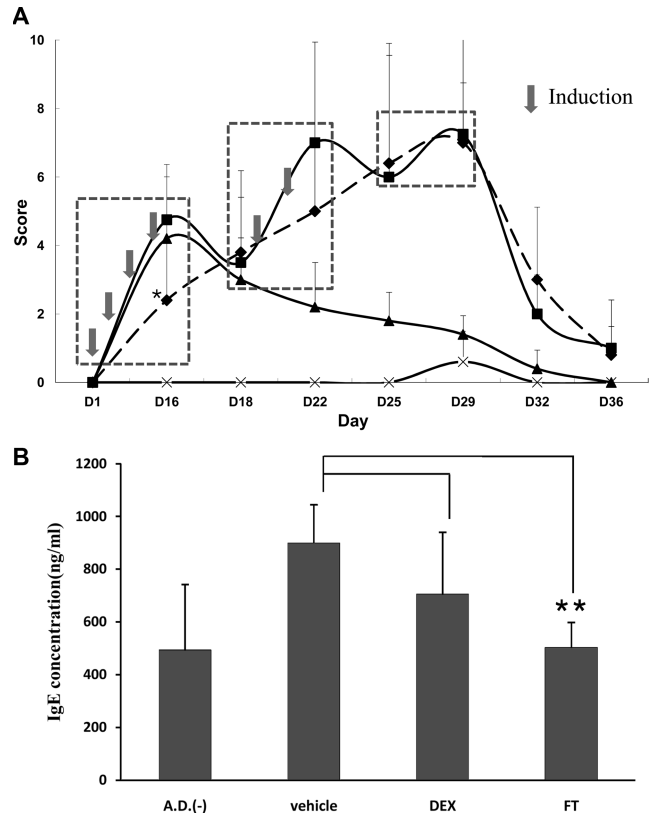 A
10
8
6
4
2
0
Score
Induction
*
D1 D16 D18 D22 D25 D29 D32 D36
Day
B
1200
1000
800
600
400
200
0
IgE concentration(ng/ml)
**
A.D.(-) vehicle DEX FT